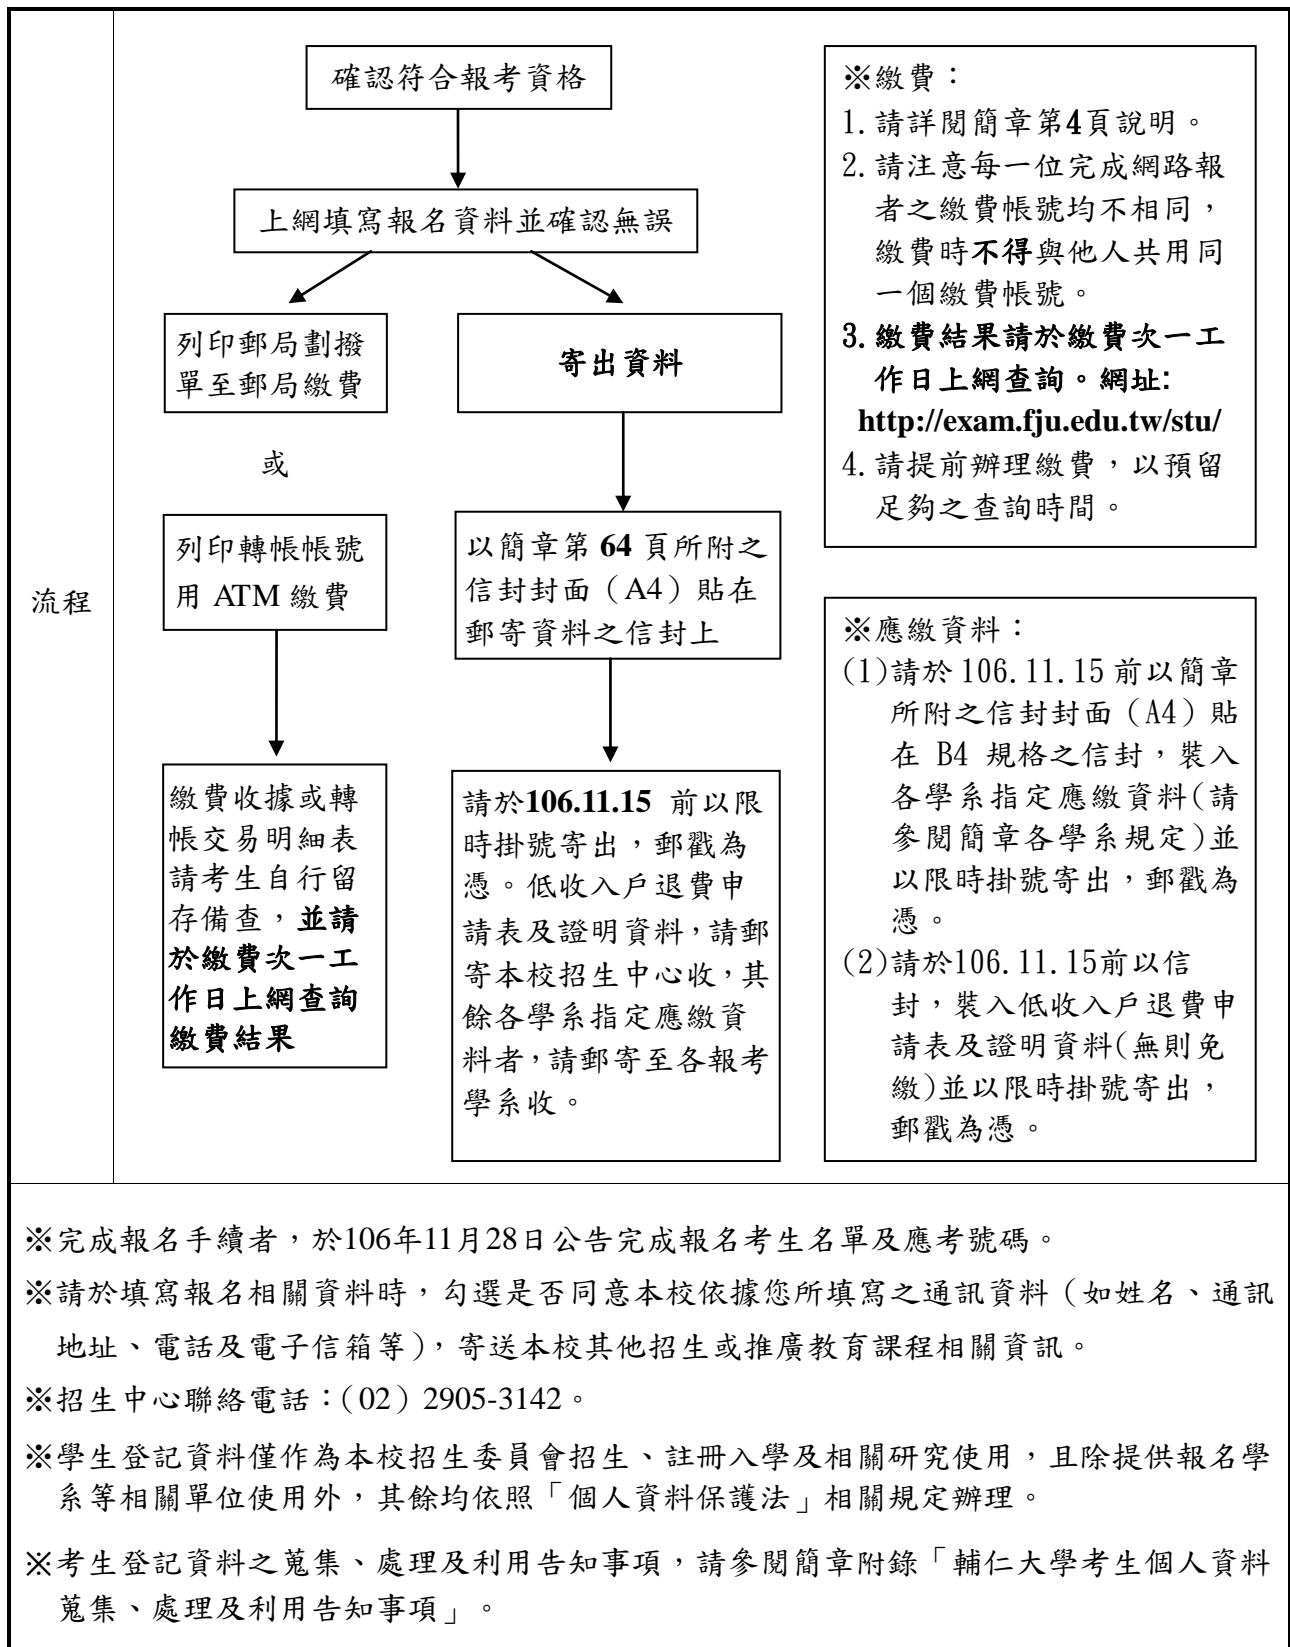 流程
確認符合報考資格
上網填寫報名資料並確認無誤
列印郵局劃撥
單至郵局繳費
或
列印轉帳帳號
用 ATM 繳費
繳費收據或轉
帳交易明細表
請考生自行留
存備查，並請
於繳費次一工
作日上網查詢
繳費結果
寄出資料
以簡章第 64 頁所附之
信封封面（A4）貼在
郵寄資料之信封上
請於106.11.15 前以限
時掛號寄出，郵戳為
憑。低收入戶退費申
請表及證明資料，請郵
寄本校招生中心收，其
餘各學系指定應繳資
料者，請郵寄至各報考
學系收。
※繳費：
1.請詳閱簡章第4頁說明。
2.請注意每一位完成網路報
者之繳費帳號均不相同，
繳費時不得與他人共用同
一個繳費帳號。
3.繳費結果請於繳費次一工
作日上網查詢。網址:
http://exam.fju.edu.tw/stu/
4.請提前辦理繳費，以預留
足夠之查詢時間。
※應繳資料：
(1)請於106.11.15前以簡章
所附之信封封面（A4）貼
在 B4 規格之信封，裝入
各學系指定應繳資料(請
參閱簡章各學系規定)並
以限時掛號寄出，郵戳為
憑。
(2)請於106.11.15前以信
封，裝入低收入戶退費申
請表及證明資料(無則免
繳)並以限時掛號寄出，
郵戳為憑。
※完成報名手續者，於106年11月28日公告完成報名考生名單及應考號碼。
※請於填寫報名相關資料時，勾選是否同意本校依據您所填寫之通訊資料（如姓名、通訊
地址、電話及電子信箱等），寄送本校其他招生或推廣教育課程相關資訊。
※招生中心聯絡電話：（02）2905-3142。
※學生登記資料僅作為本校招生委員會招生、註冊入學及相關研究使用，且除提供報名學
系等相關單位使用外，其餘均依照「個人資料保護法」相關規定辦理。
※考生登記資料之蒐集、處理及利用告知事項，請參閱簡章附錄「輔仁大學考生個人資料
蒐集、處理及利用告知事項」。